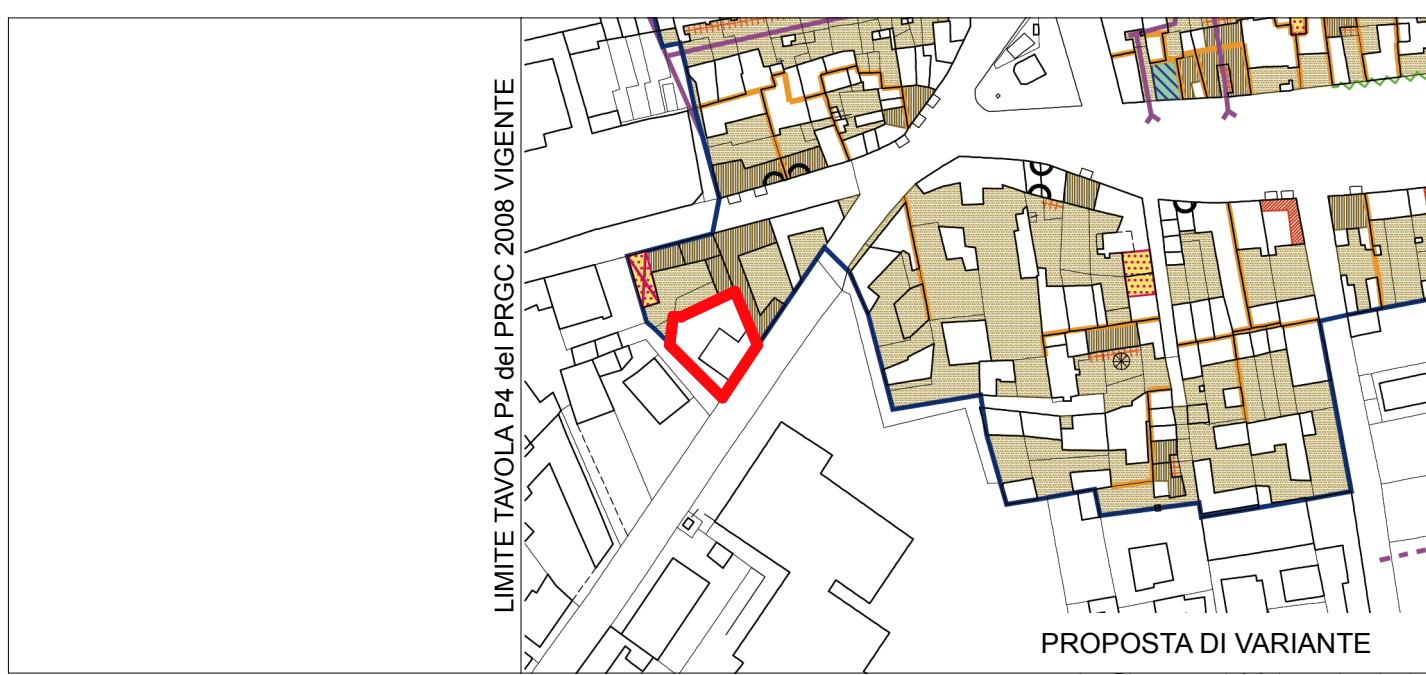 LIMITE TAVOLA P4 del PRGC 2008 VIGENTE
PROPOSTA DI VARIANTE